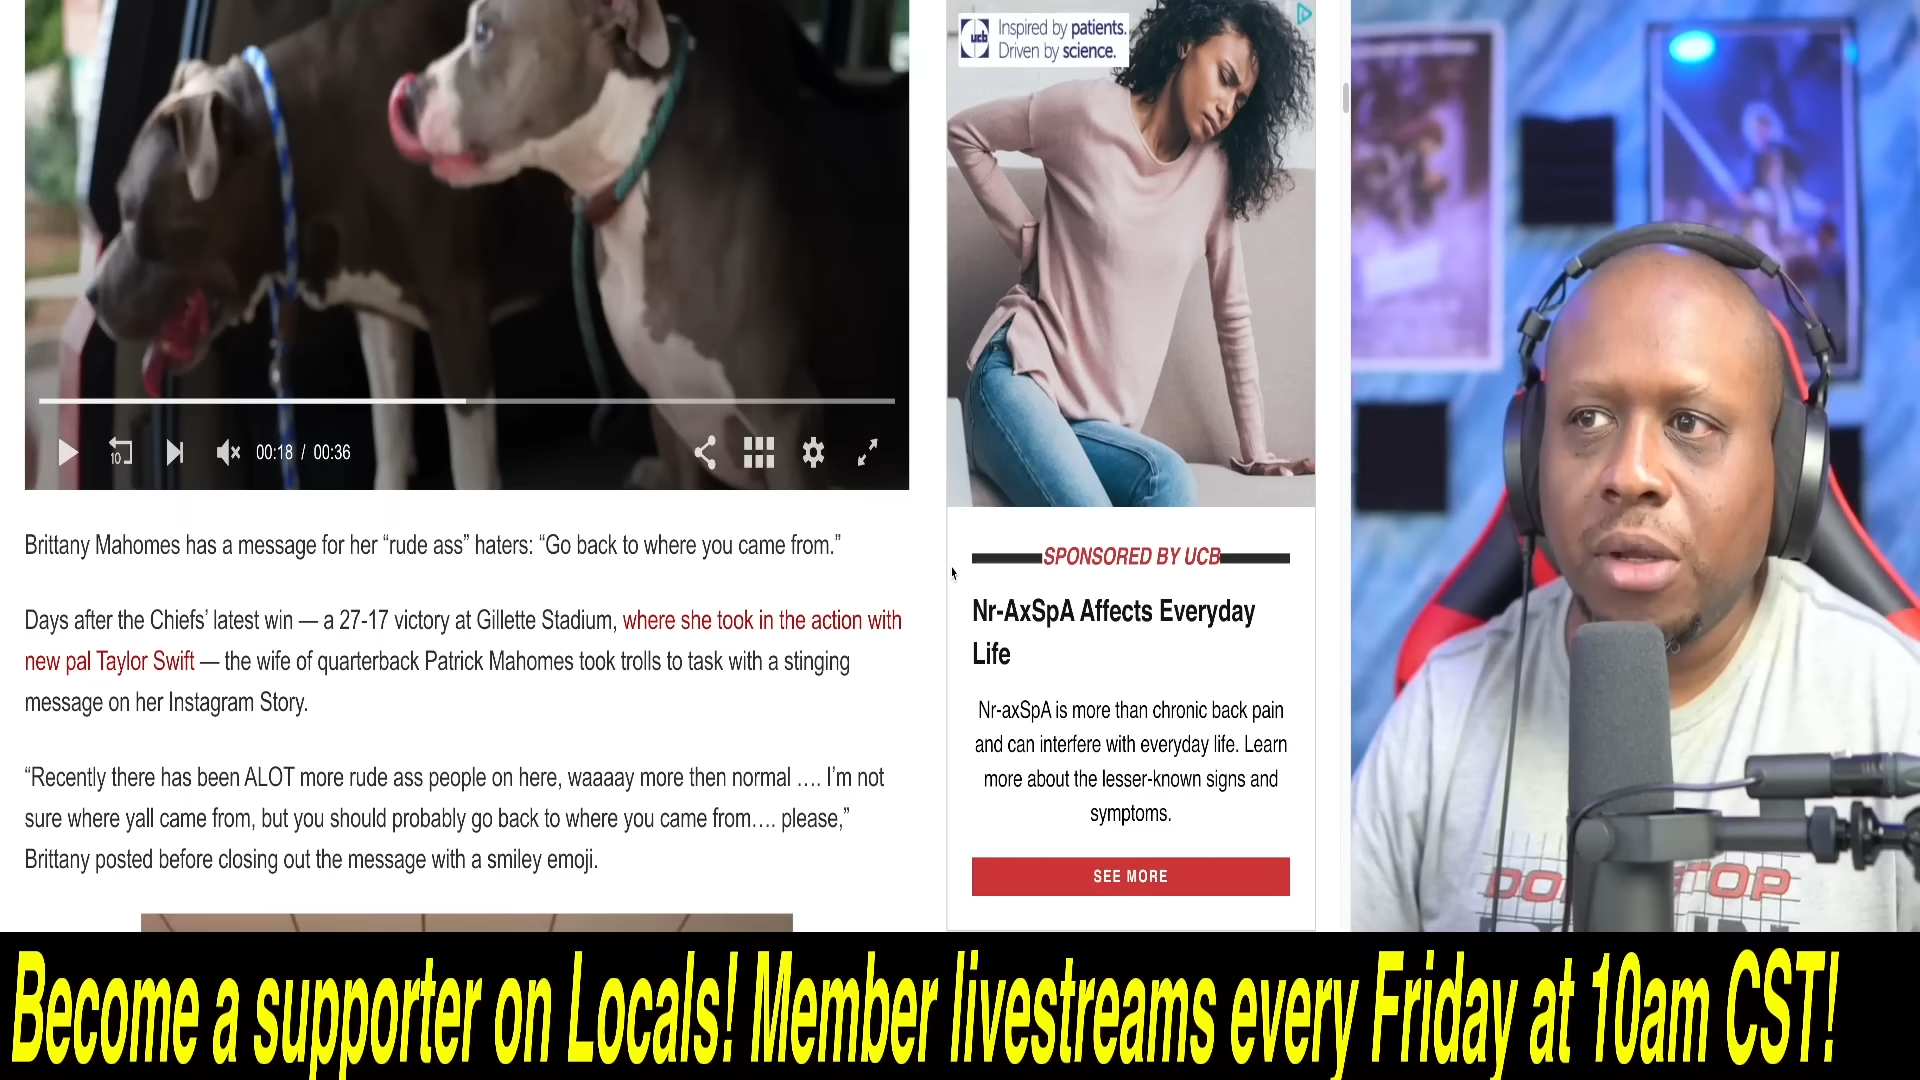 00:18 / 00:36
10
Brittany Mahomes has a message for her “rude ass” haters: “Go back to where you came from.”
Days after the Chiefs’ latest win — a 27-17 victory at Gillette Stadium, where she took in the action with
new pal Taylor Swift — the wife of quarterback Patrick Mahomes took trolls to task with a stinging
message on her Instagram Story.
“Recently there has been ALOT more rude ass people on here, waaaay more then normal …. I’m not
sure where yall came from, but you should probably go back to where you came from…. please,”
Brittany posted before closing out the message with a smiley emoji.
ucb
Inspired by patients.
Driven by science.
SPONSORED BY UCB
Nr-AxSpA Affects Everyday
Life
Nr-axSpA is more than chronic back pain
and can interfere with everyday life. Learn
more about the lesser-known signs and
symptoms.
SEE MORE
Become a supporter on Locals! Member livestreams every Friday at 10am CST!